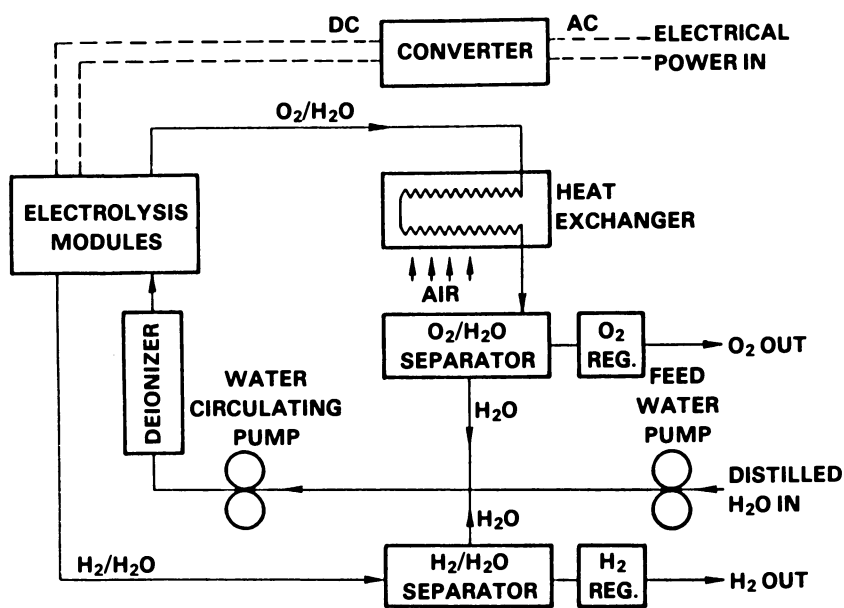 DC
CONVERTER
AC
ELECTRICAL
POWER IN
O₂/H₂O
ELECTROLYSIS
MODULES
HEAT
EXCHANGER
AIR
O₂/H₂O
SEPARATOR
O₂
REG.
O₂ OUT
DEIONIZER
WATER
CIRCULATING
PUMP
H₂O
FEED
WATER
PUMP
DISTILLED
H₂O IN
H₂O
H₂/H₂O
H₂/H₂O
SEPARATOR
H₂
REG.
H₂ OUT